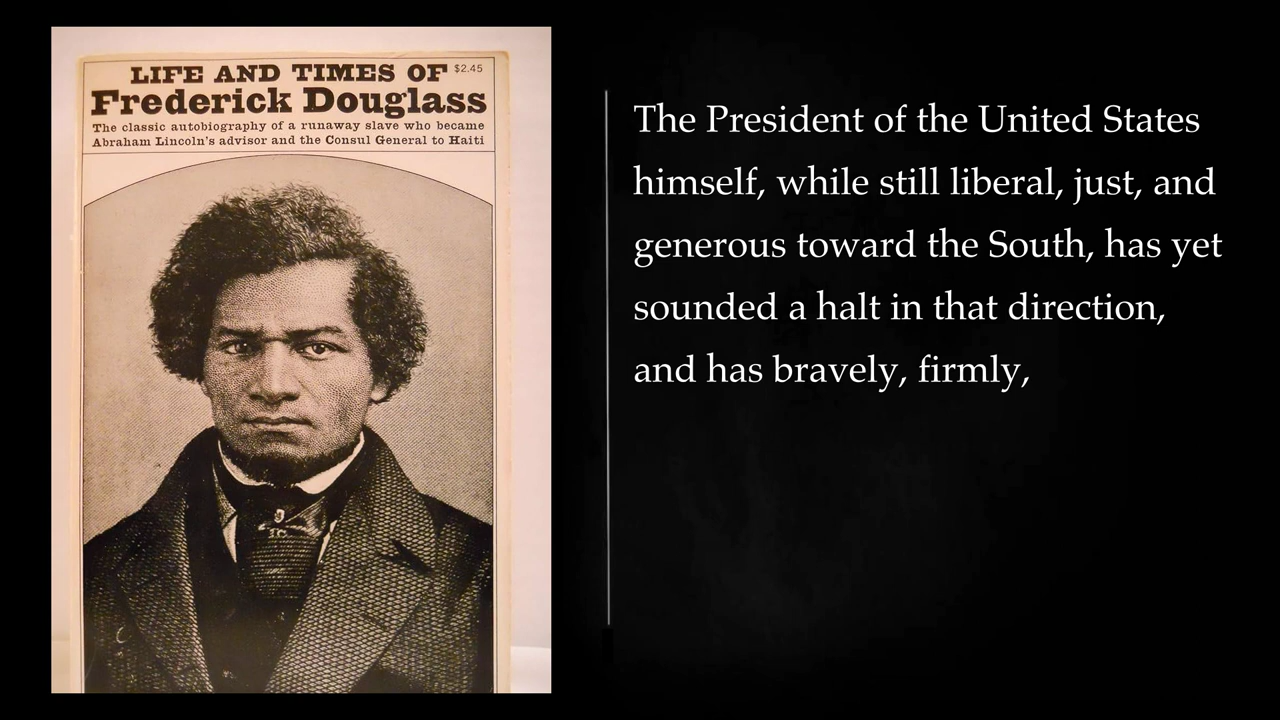 LIFE AND TIMES OF $2.45
Frederick Douglass
The classic autobiography of a runaway slave who became
Abraham Lincoln's advisor and the Consul General to Haiti
The President of the United States
himself, while still liberal, just, and
generous toward the South, has yet
sounded a halt in that direction,
and has bravely, firmly,